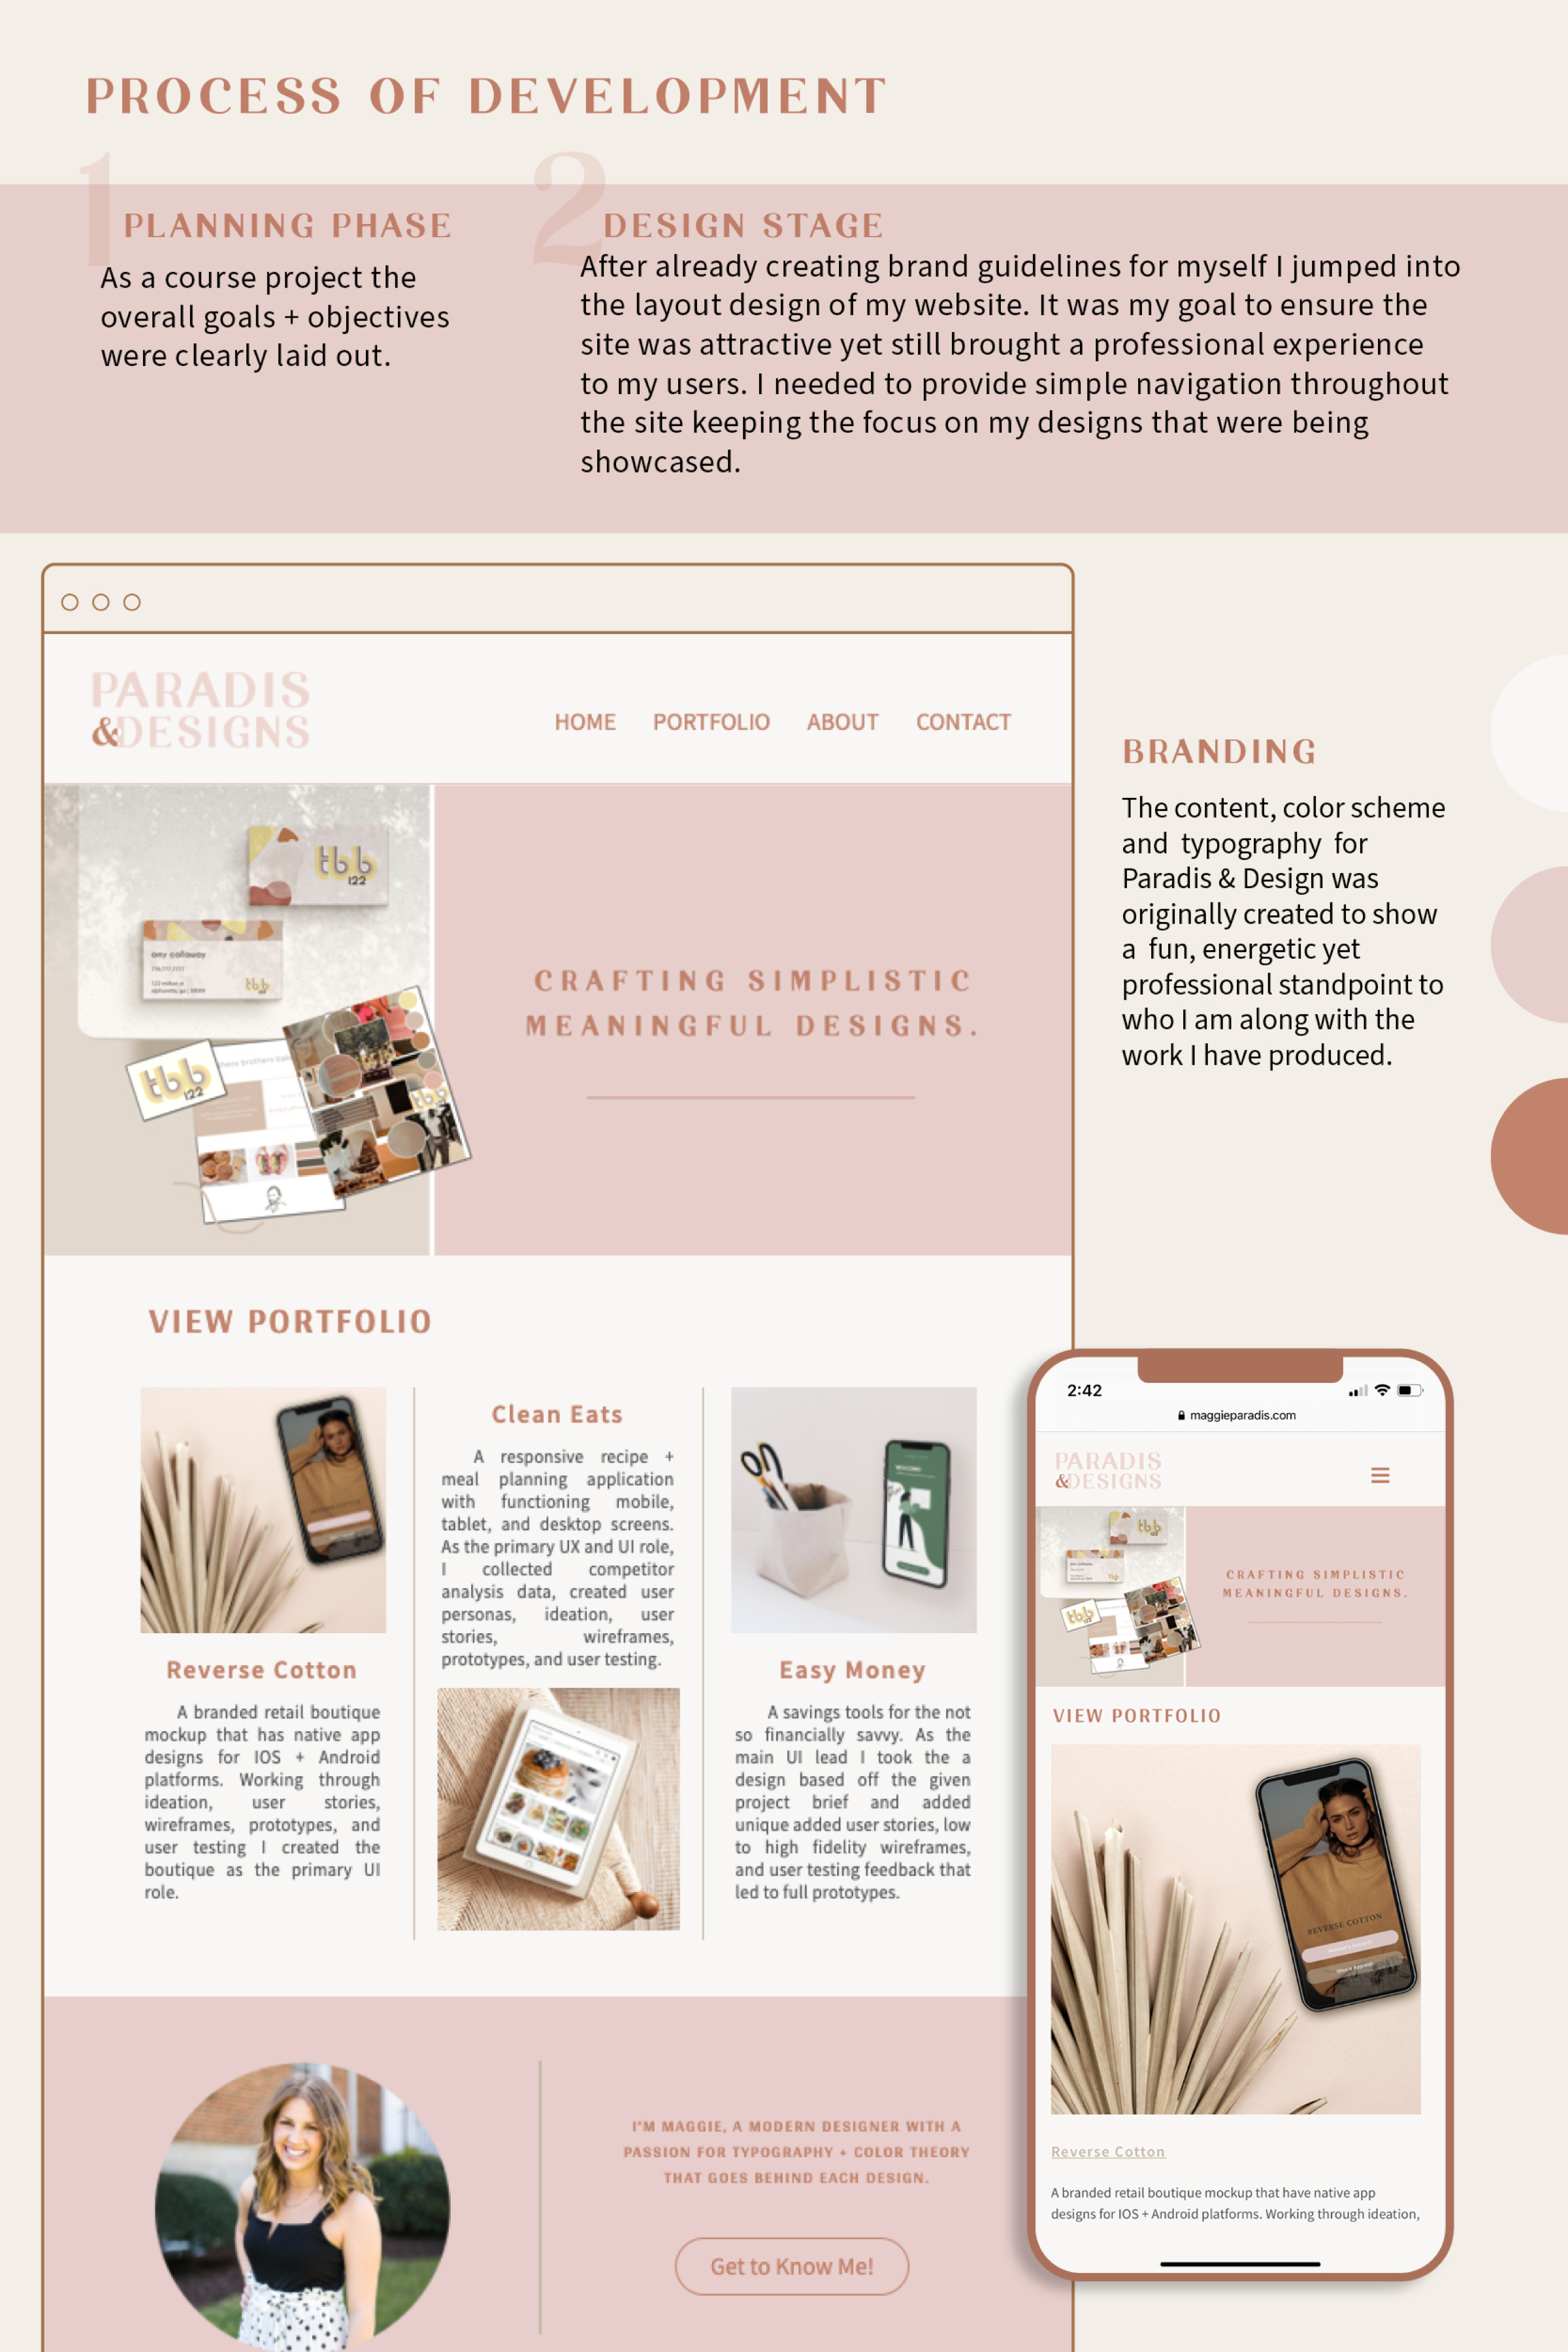 PROCESS OF DEVELOPMENT
1
PLANNING PHASE
As a course project the
overall goals + objectives
were clearly laid out.
2
DESIGN STAGE
After already creating brand guidelines for myself I jumped into
the layout design of my website. It was my goal to ensure the
site was attractive yet still brought a professional experience
to my users. I needed to provide simple navigation throughout
the site keeping the focus on my designs that were being
showcased.
PARADIS
&DESIGNS
HOME PORTFOLIO ABOUT CONTACT
tbb
122
amy callaway
tbb
tbb
122
CRAFTING SIMPLISTIC
MEANINGFUL DESIGNS.
BRANDING
The content, color scheme
and typography for
Paradis & Design was
originally created to show
a fun, energetic yet
professional standpoint to
who I am along with the
work I have produced.
VIEW PORTFOLIO
Reverse Cotton
A branded retail boutique
mockup that has native app
designs for IOS + Android
platforms. Working through
ideation, user stories,
wireframes, prototypes, and
user testing I created the
boutique as the primary UI
role.
Clean Eats
A responsive recipe +
meal planning application
with functioning mobile,
tablet, and desktop screens.
As the primary UX and UI role,
I collected competitor
analysis data, created user
personas, ideation, user
stories, wireframes,
prototypes, and user testing.
Easy Money
A savings tools for the not
so financially savvy. As the
main UI lead I took the a
design based off the given
project brief and added
unique added user stories, low
to high fidelity wireframes,
and user testing feedback that
led to full prototypes.
I'M MAGGIE, A MODERN DESIGNER WITH A
PASSION FOR TYPOGRAPHY + COLOR THEORY
THAT GOES BEHIND EACH DESIGN.
Get to Know Me!
2:42
maggieparadis.com
PARADIS
&DESIGNS
tbb
tbb
CRAFTING SIMPLISTIC
MEANINGFUL DESIGNS.
VIEW PORTFOLIO
REVERSE COTTON
Reverse Cotton
A branded retail boutique mockup that have native app
designs for IOS + Android platforms. Working through ideation,